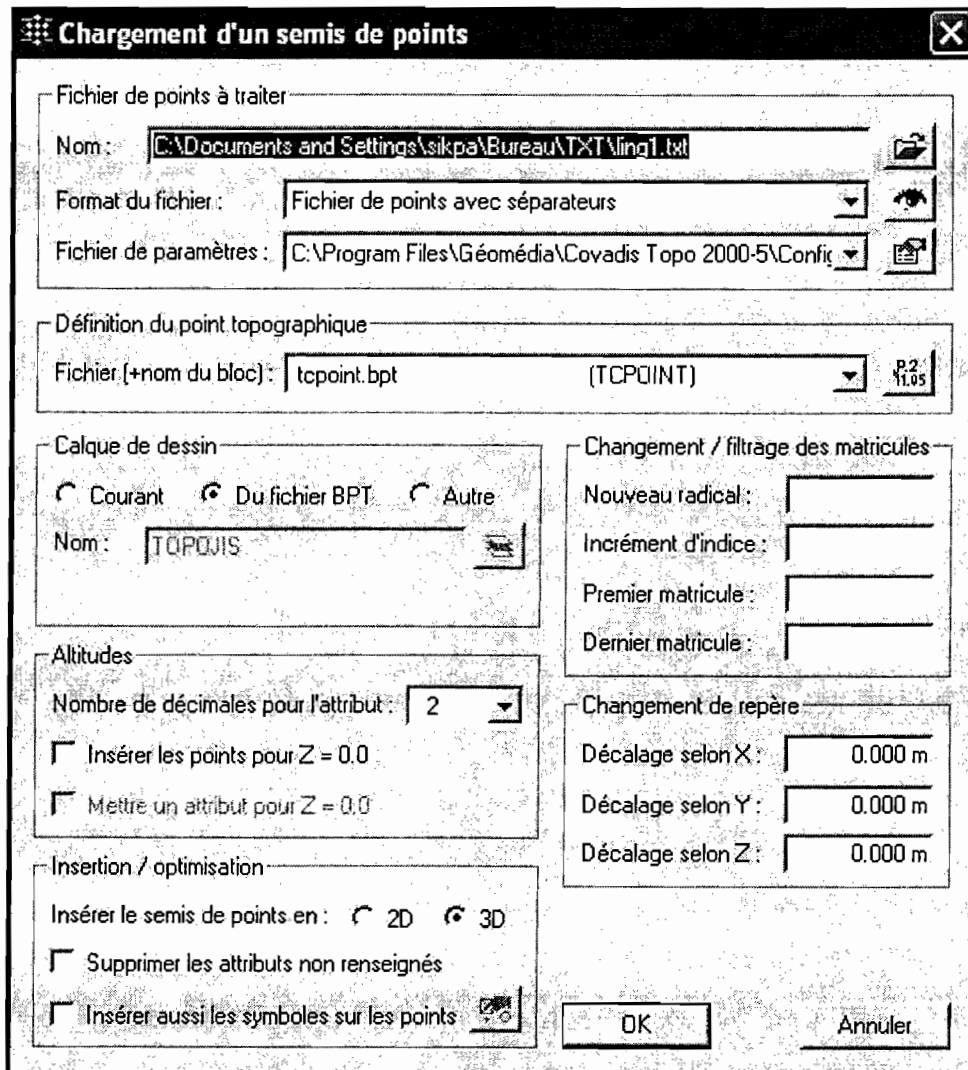 Chargement d'un semis de points
Fichier de points à traiter
Nom : C:\Documents and Settings\sikpa\Bureau\TXT\ling1.txt
Format du fichier : Fichier de points avec séparateurs
Fichier de paramètres : C:\Program Files\Géomédia\Covadis Topo 2000-5\Config
Définition du point topographique
Fichier (+nom du bloc) : tcpoint.bpt (TCPOINT)
P.2
11.05
Calque de dessin
Courant Du fichier BPT Autre
Nom : TOPOJIS
Changement / filtrage des matricules
Nouveau radical :
Incrément d'indice :
Premier matricule :
Dernier matricule :
Altitudes
Nombre de décimales pour l'attribut : 2
Insérer les points pour Z = 0.0
Mettre un attribut pour Z = 0.0
Changement de repère
Décalage selon X : 0.000 m
Décalage selon Y : 0.000 m
Décalage selon Z : 0.000 m
Insertion / optimisation
Insérer le semis de points en : 2D 3D
Supprimer les attributs non renseignés
Insérer aussi les symboles sur les points
OK Annuler